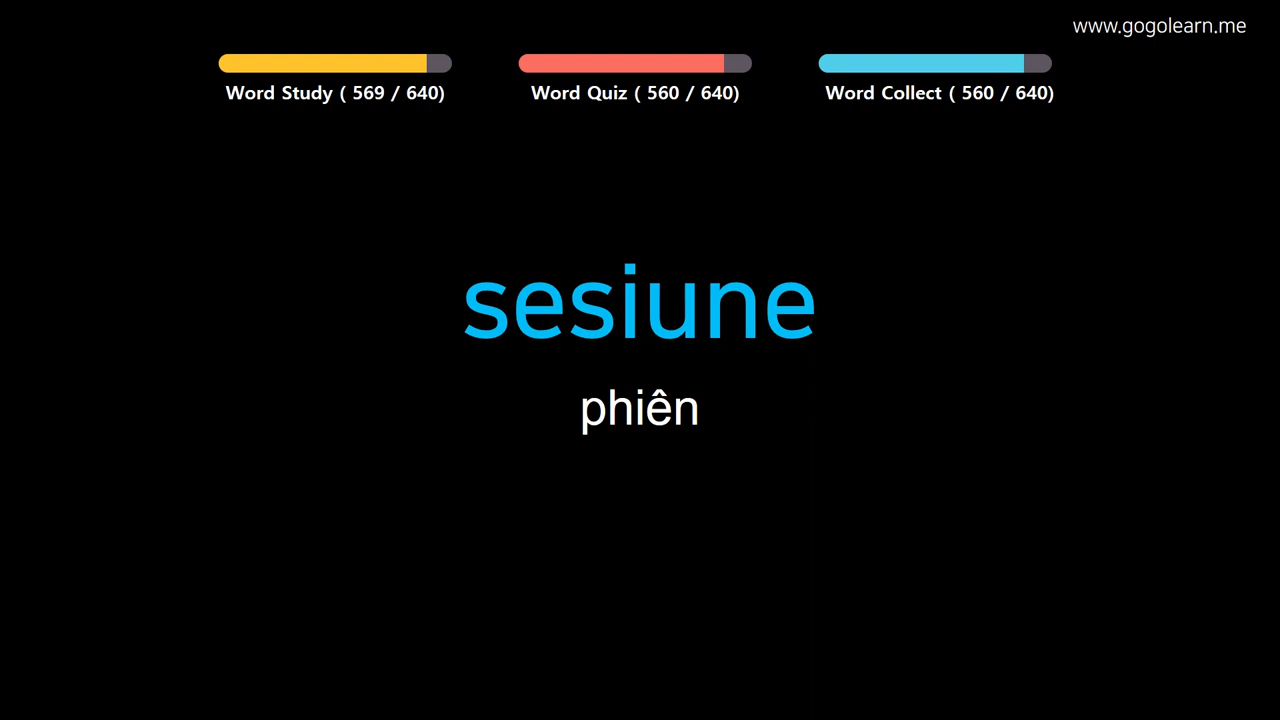 www.gogolearn.me
Word Study ( 569 / 640)
Word Quiz ( 560 / 640)
Word Collect ( 560 / 640)
sesiune
phiên